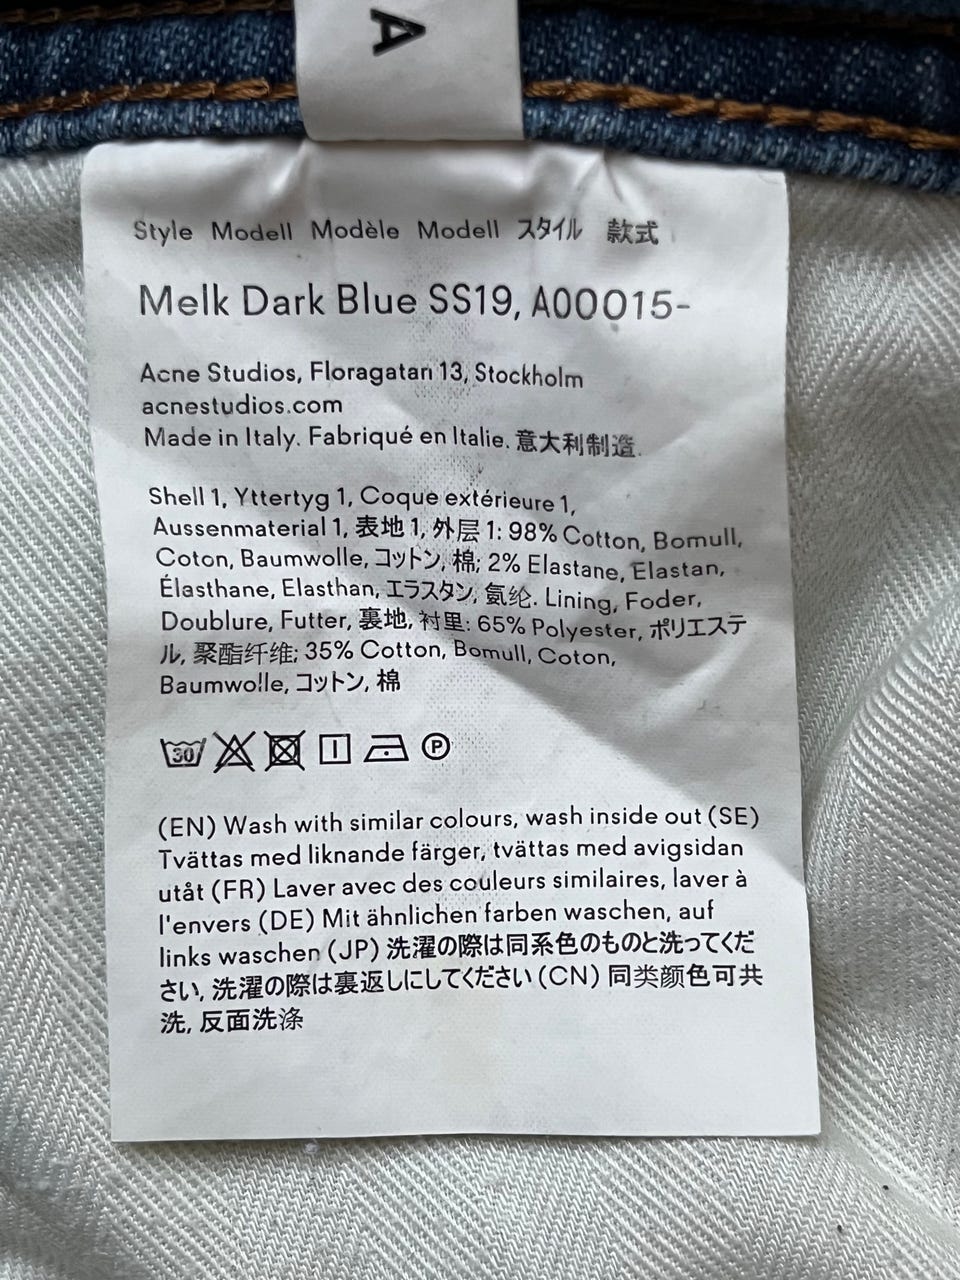 A
Style Modell Modèle Modell スタイル 款式
Melk Dark Blue SS19, A00015-
Acne Studios, Floragatan 13, Stockholm
acnestudios.com
Made in Italy. Fabriqué en Italie. 意大利制造.
Shell 1, Yttertyg 1, Coque extérieure 1,
Aussenmaterial 1, 表地 1, 外层 1: 98% Cotton, Bomull,
Coton, Baumwolle, コットン, 棉; 2% Elastane, Elastan,
Élasthane, Elasthan, エラスタン, 氨纶. Lining, Foder,
Doublure, Futter, 裏地, 衬里: 65% Polyester, ポリエステ
ル, 聚酯纤维; 35% Cotton, Bomull, Coton,
Baumwolle, コットン, 棉
30 P
(EN) Wash with similar colours, wash inside out (SE)
Tvättas med liknande färger, tvättas med avigsidan
utåt (FR) Laver avec des couleurs similaires, laver à
l'envers (DE) Mit ähnlichen farben waschen, auf
links waschen (JP) 洗濯の際は同系色のものと洗ってくだ
さい, 洗濯の際は裏返しにしてください (CN) 同类颜色可共
洗, 反面洗涤